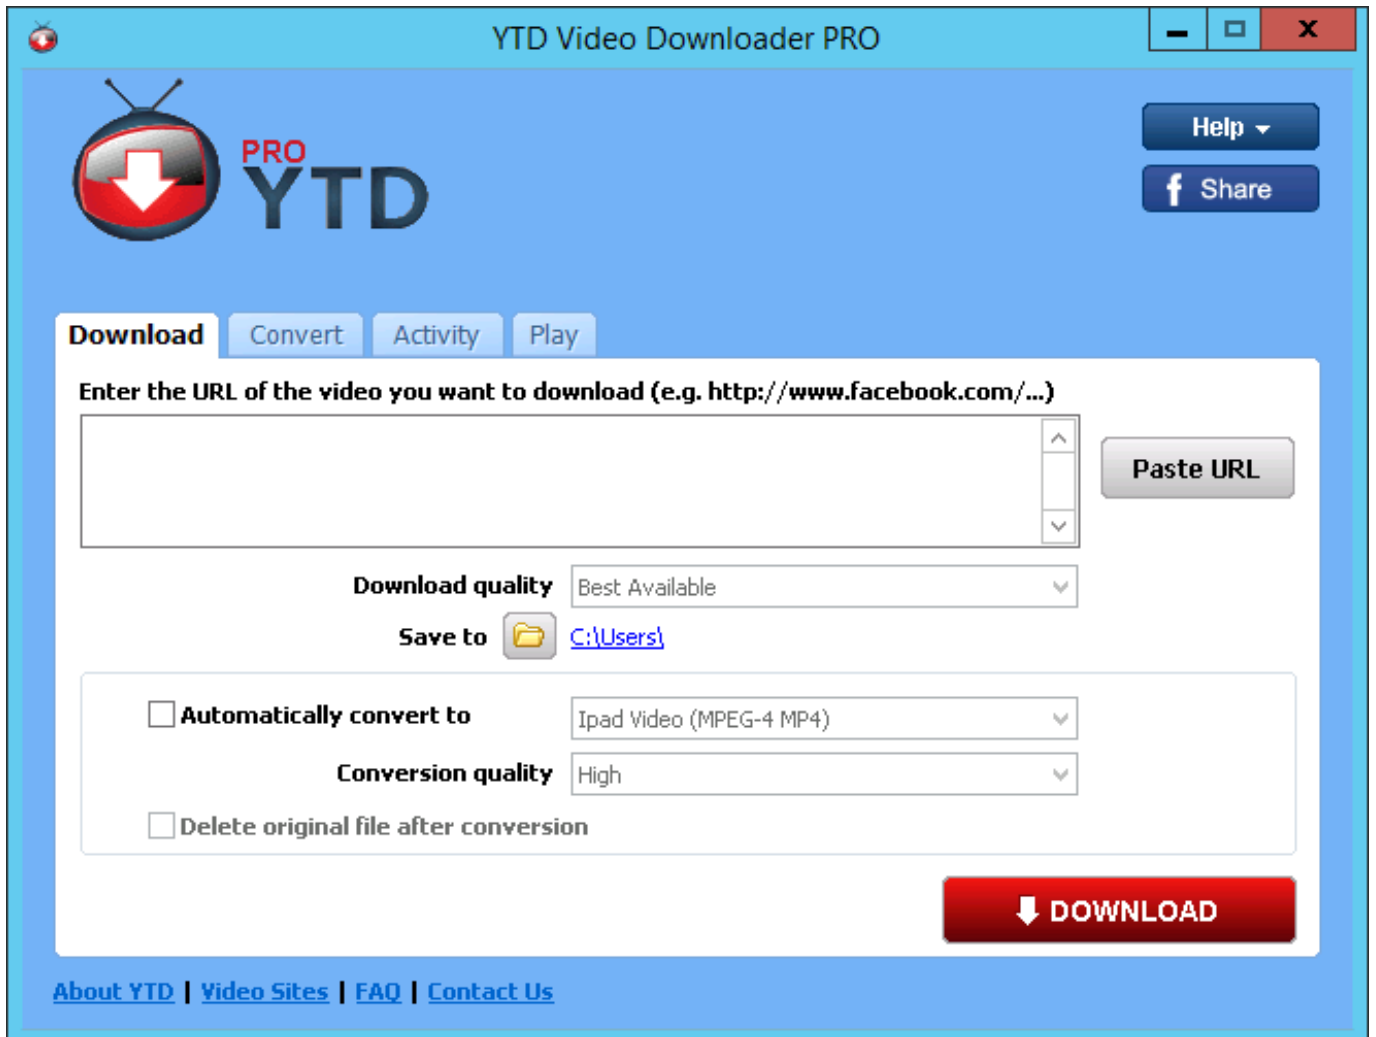 YTD Video Downloader PRO
PRO
YTD
Help
f Share
Download Convert Activity Play
Enter the URL of the video you want to download (e.g. http://www.facebook.com/...)
Paste URL
Download quality Best Available
Save to C:\Users\
Automatically convert to Ipad Video (MPEG-4 MP4)
Conversion quality High
Delete original file after conversion
DOWNLOAD
About YTD | Video Sites | FAQ | Contact Us